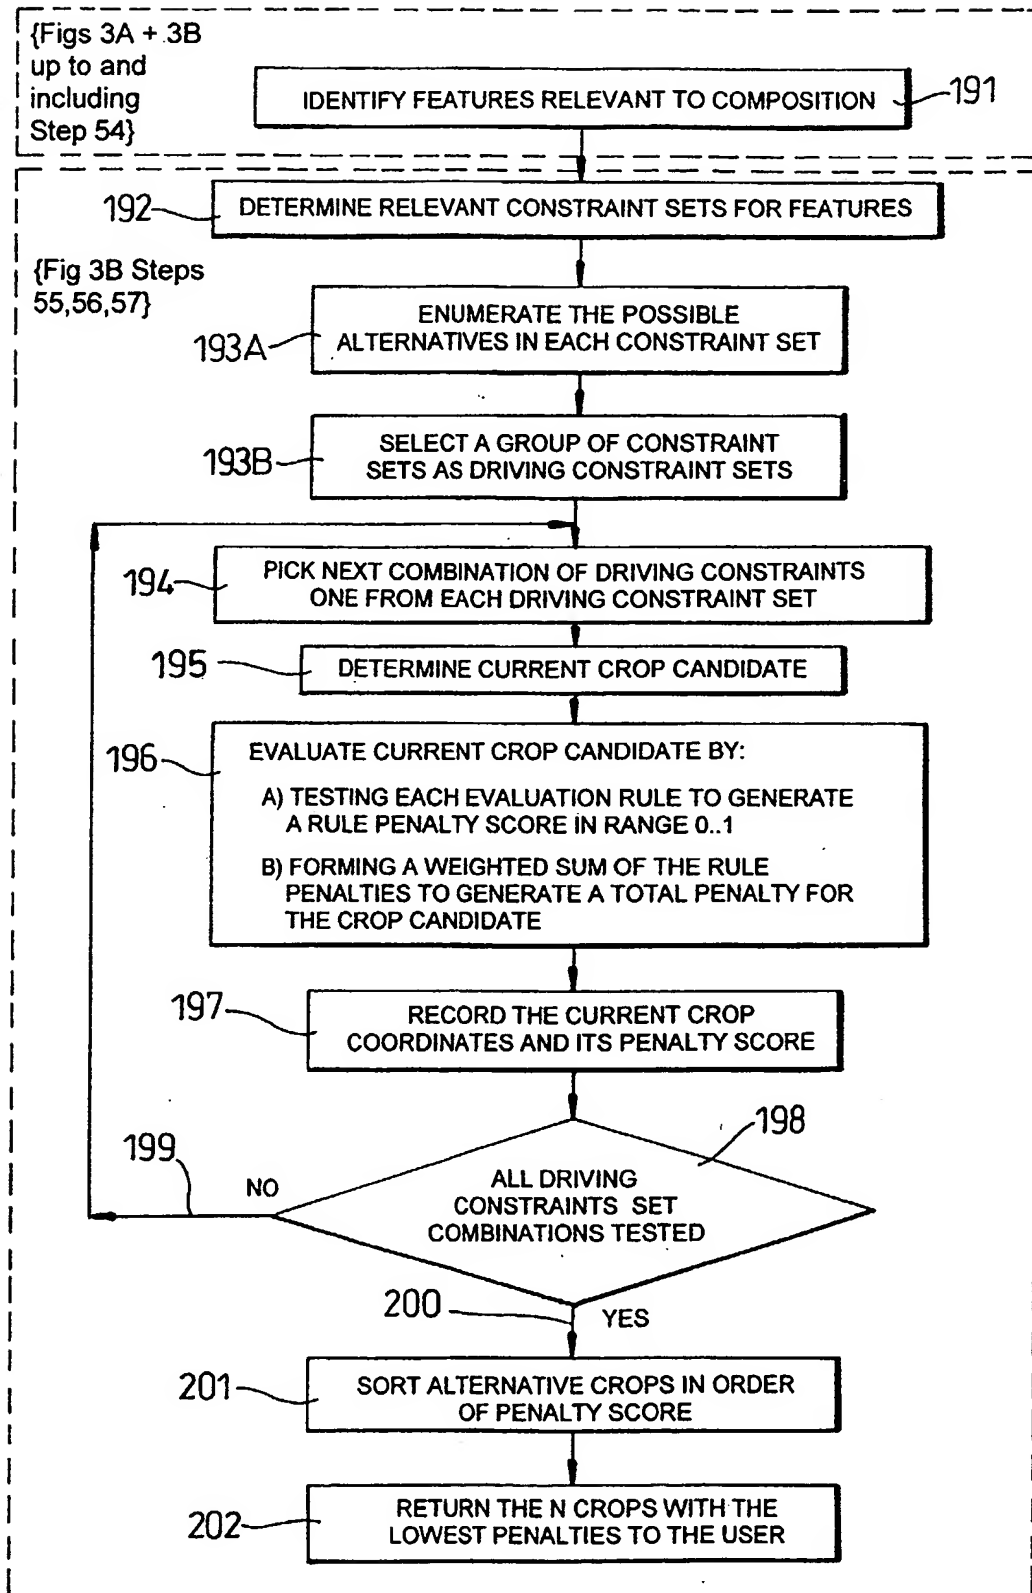 {Figs 3A + 3B
up to and
including
Step 54}
IDENTIFY FEATURES RELEVANT TO COMPOSITION
191
192
DETERMINE RELEVANT CONSTRAINT SETS FOR FEATURES
{Fig 3B Steps
55,56,57}
ENUMERATE THE POSSIBLE
ALTERNATIVES IN EACH CONSTRAINT SET
193A
SELECT A GROUP OF CONSTRAINT
SETS AS DRIVING CONSTRAINT SETS
193B
PICK NEXT COMBINATION OF DRIVING CONSTRAINTS
ONE FROM EACH DRIVING CONSTRAINT SET
194
195
DETERMINE CURRENT CROP CANDIDATE
196
EVALUATE CURRENT CROP CANDIDATE BY:
A) TESTING EACH EVALUATION RULE TO GENERATE
A RULE PENALTY SCORE IN RANGE 0..1
B) FORMING A WEIGHTED SUM OF THE RULE
PENALTIES TO GENERATE A TOTAL PENALTY FOR
THE CROP CANDIDATE
197
RECORD THE CURRENT CROP
COORDINATES AND ITS PENALTY SCORE
198
199
NO
ALL DRIVING
CONSTRAINTS SET
COMBINATIONS TESTED
200
YES
201
SORT ALTERNATIVE CROPS IN ORDER
OF PENALTY SCORE
202
RETURN THE N CROPS WITH THE
LOWEST PENALTIES TO THE USER